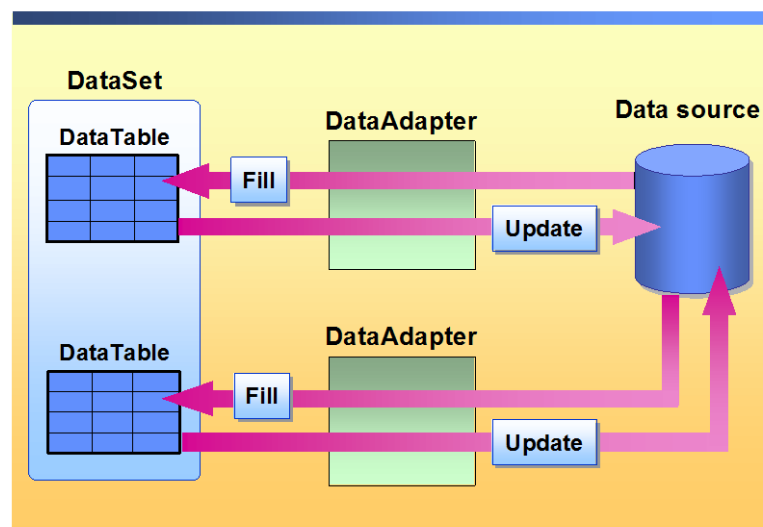 DataSet
DataTable
DataAdapter
Data source
Fill
Update
DataTable
DataAdapter
Fill
Update